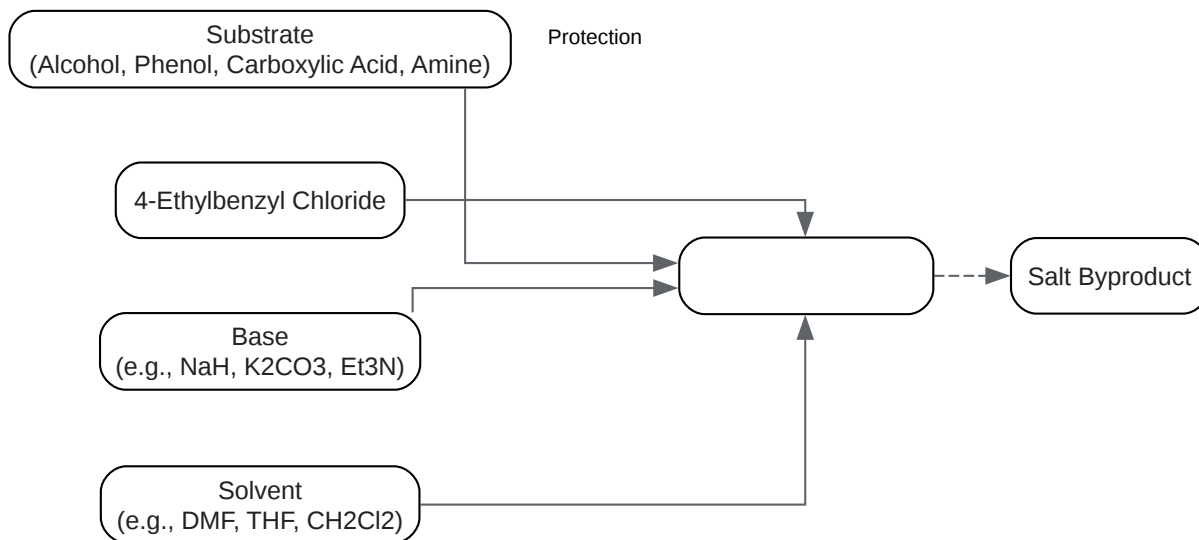 Substrate
(Alcohol, Phenol, Carboxylic Acid, Amine)
Protection
4-Ethylbenzyl Chloride
Salt Byproduct
Base
(e.g., NaH, K2CO3, Et3N)
Solvent
(e.g., DMF, THF, CH2Cl2)